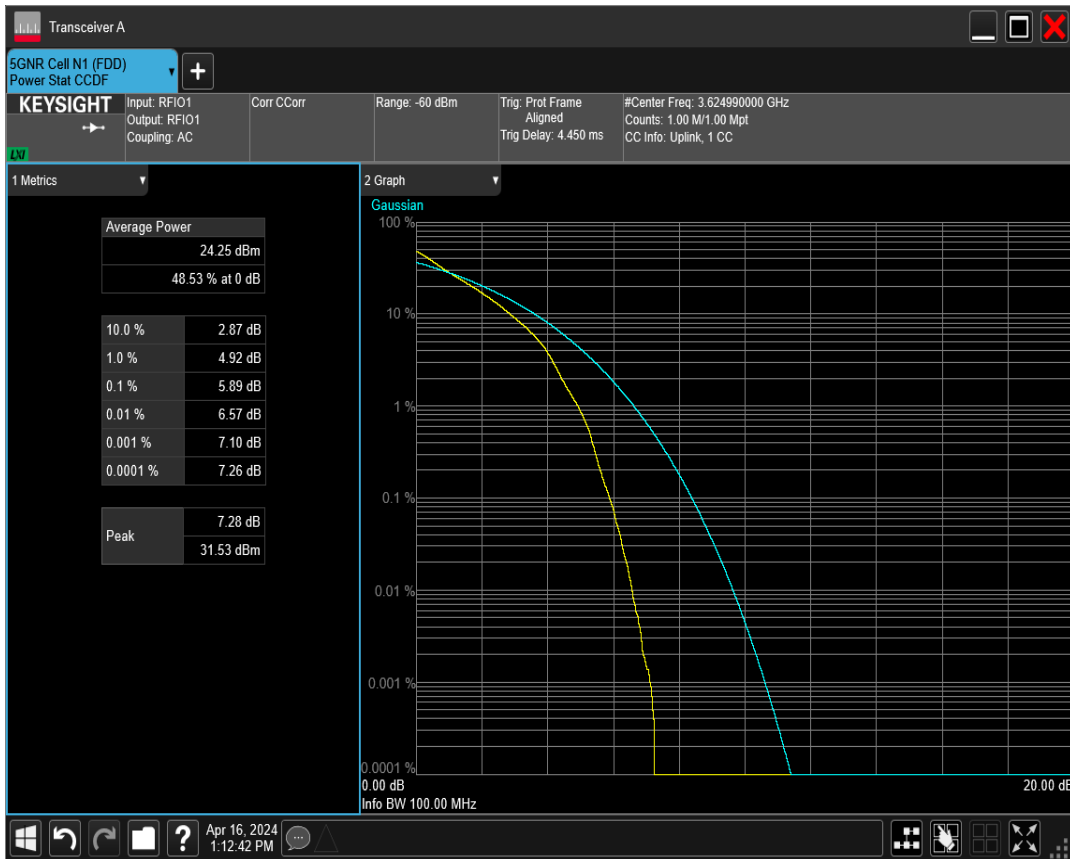 Transceiver A
5GNR Cell N1 (FDD)
Power Stat CCDF
+
KEYSIGHT
LXI
Input: RFIO1
Output: RFIO1
Coupling: AC
Corr CCorr
Range: -60 dBm
Trig: Prot Frame
Aligned
Trig Delay: 4.450 ms
#Center Freq: 3.624990000 GHz
Counts: 1.00 M/1.00 Mpt
CC Info: Uplink, 1 CC
1 Metrics
Average Power
24.25 dBm
48.53 % at 0 dB
10.0 % 2.87 dB
1.0 % 4.92 dB
0.1 % 5.89 dB
0.01 % 6.57 dB
0.001 % 7.10 dB
0.0001 % 7.26 dB
Peak 7.28 dB
31.53 dBm
2 Graph
Gaussian
100 %
10 %
1 %
0.1 %
0.01 %
0.001 %
0.0001 %
0.00 dB 20.00 dB
Info BW 100.00 MHz
?
Apr 16, 2024
1:12:42 PM